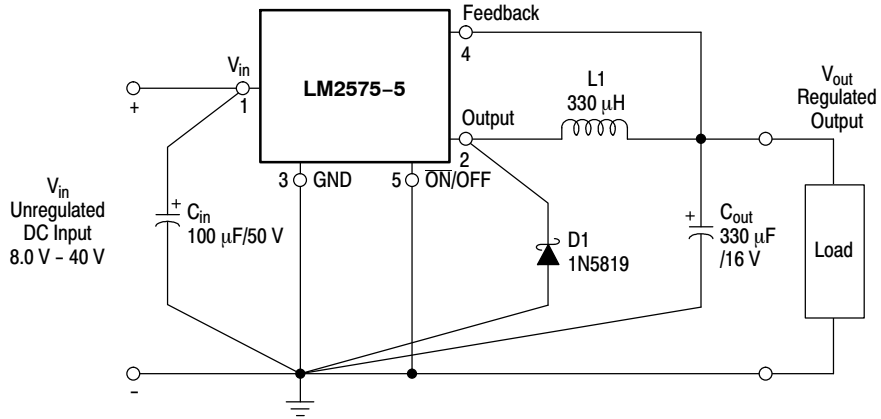 Feedback
4
V_in
LM2575-5
L1
330 µH
V_out
Regulated
Output
+
1
Output
2
3
GND
5
ON/OFF
V_in
Unregulated
DC Input
8.0 V - 40 V
+
C_in
100 µF/50 V
D1
1N5819
+
C_out
330 µF
/16 V
Load
-